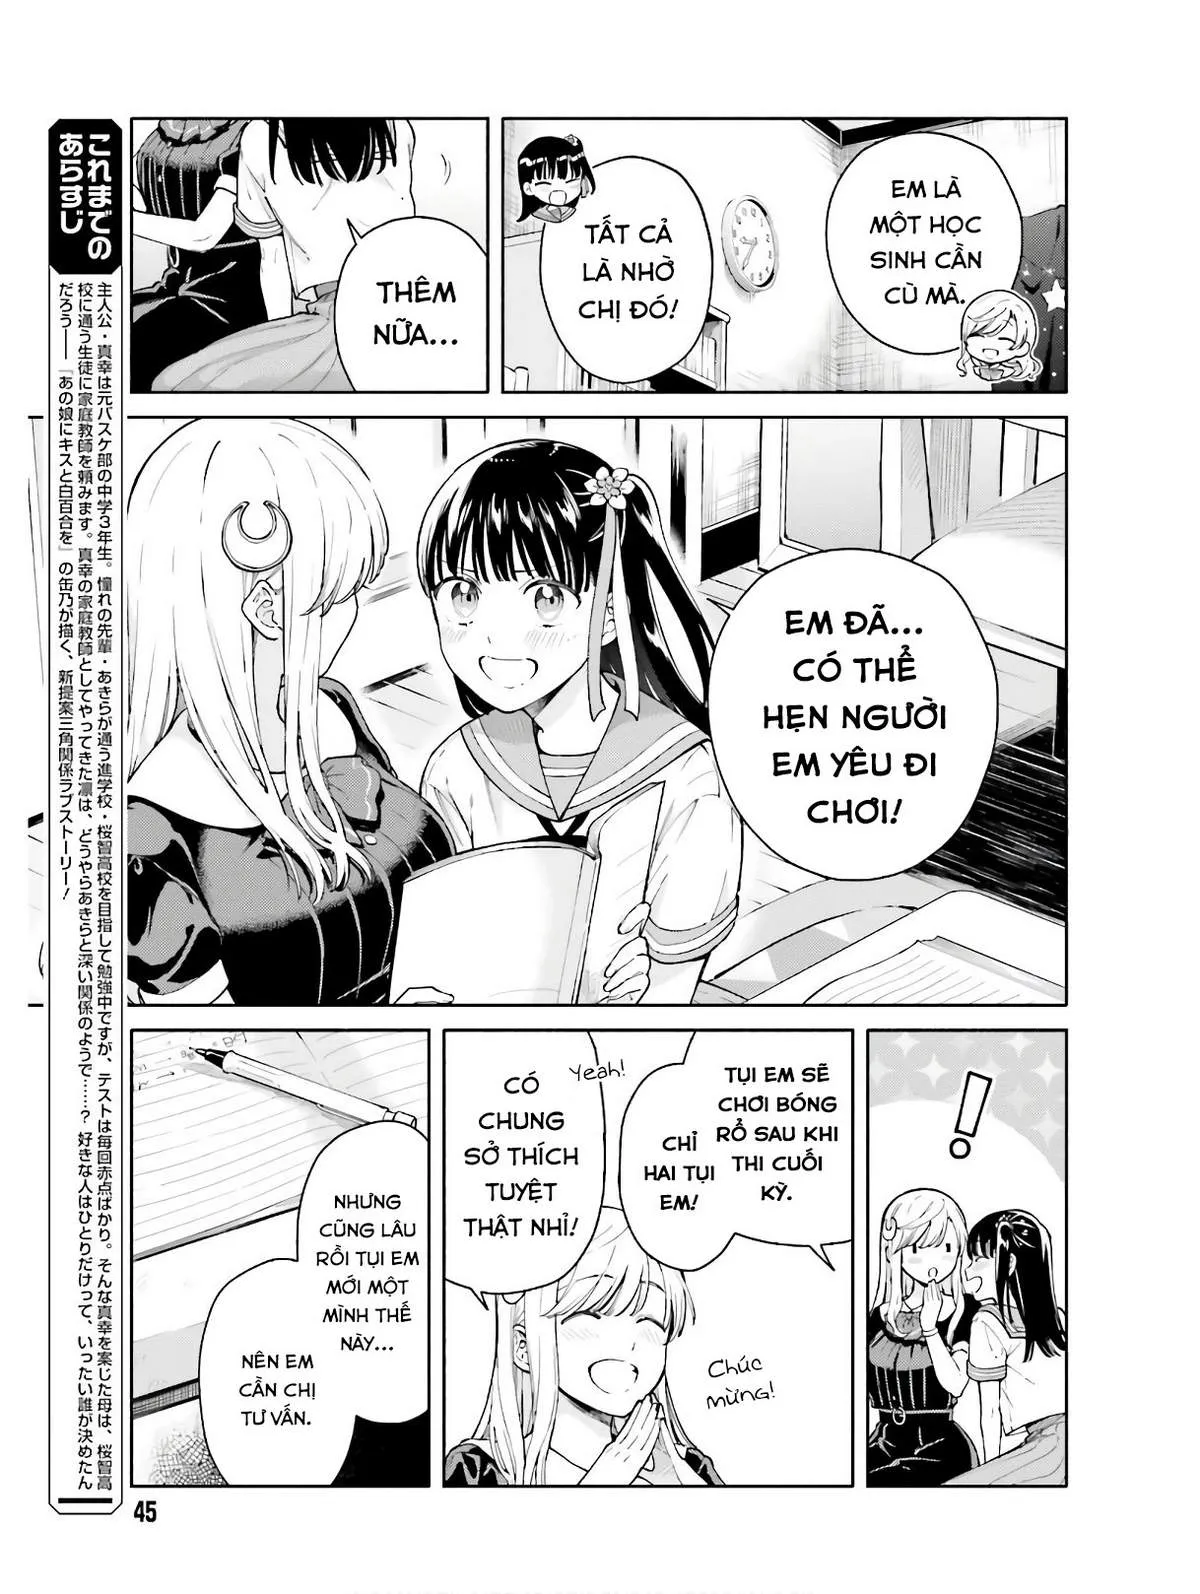 EM LÀ
MỘT HỌC
SINH CẦN
CÙ MÀ.
TẤT CẢ
LÀ NHỜ
CHỊ ĐÓ!
THÊM
NỮA...
EM ĐÃ...
CÓ THỂ
HẸN NGƯỜI
EM YÊU ĐI
CHƠI!
TỤI EM SẼ
CHƠI BÓNG
RỔ SAU KHI
THI CUỐI
KỲ.
CHỈ
HAI TỤI
EM!
Yeah!
CÓ
CHUNG
SỞ THÍCH
TUYỆT
THẬT NHỈ!
Chúc
mừng!
NHƯNG
CŨNG LÂU
RỒI TỤI EM
MỚI MỘT
MÌNH THẾ
NÀY...
NÊN EM
CẦN CHỊ
TƯ VẤN.
これまでの
あらすじ
主人公・真幸は元バスケ部の中学3年生。憧れの先輩・あきらが通う進学校・桜智高校を目指して勉強中ですが、テストは毎回赤点ばかり。そんな真幸を案じた母は、桜智高
校に通う生徒に家庭教師を頼みます。真幸の家庭教師としてやってきた凛は、どうやらあきらと深い関係のようで……? 好きな人はひとりだけって、いったい誰が決めたん
だろう――『あの娘にキスと白百合を』の缶乃が描く、新提案三角関係ラブストーリー!
45